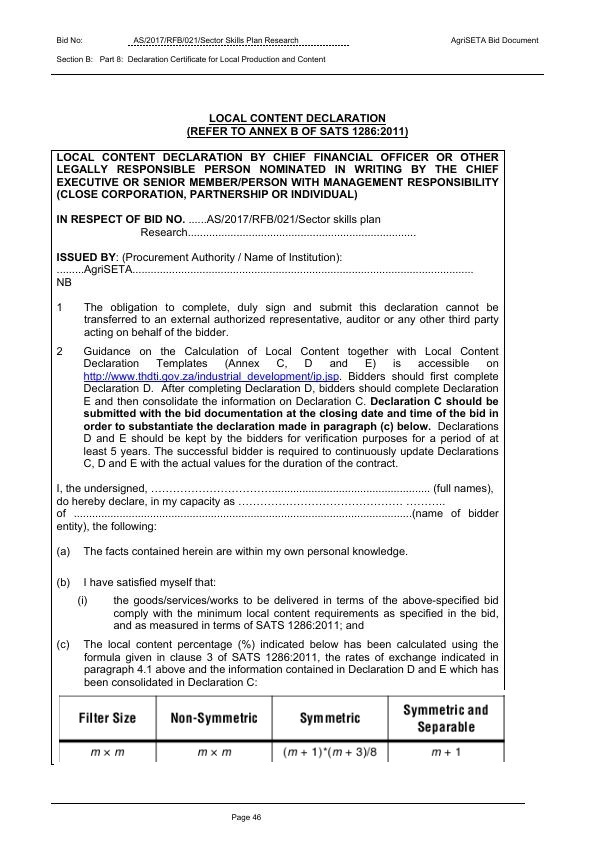 Bid No: AS/2017/RFB/021/Sector Skills Plan Research AgriSETA Bid Document
Section B: Part 8: Declaration Certificate for Local Production and Content
LOCAL CONTENT DECLARATION
(REFER TO ANNEX B OF SATS 1286:2011)
LOCAL CONTENT DECLARATION BY CHIEF FINANCIAL OFFICER OR OTHER
LEGALLY RESPONSIBLE PERSON NOMINATED IN WRITING BY THE CHIEF
EXECUTIVE OR SENIOR MEMBER/PERSON WITH MANAGEMENT RESPONSIBILITY
(CLOSE CORPORATION, PARTNERSHIP OR INDIVIDUAL)
IN RESPECT OF BID NO. ......AS/2017/RFB/021/Sector skills plan
Research...........................................................................
ISSUED BY: (Procurement Authority / Name of Institution):
.........AgriSETA................................................................................................................
NB
1 The obligation to complete, duly sign and submit this declaration cannot be
transferred to an external authorized representative, auditor or any other third party
acting on behalf of the bidder.
2 Guidance on the Calculation of Local Content together with Local Content
Declaration Templates (Annex C, D and E) is accessible on
http://www.thdti.gov.za/industrial_development/ip.jsp. Bidders should first complete
Declaration D. After completing Declaration D, bidders should complete Declaration
E and then consolidate the information on Declaration C. Declaration C should be
submitted with the bid documentation at the closing date and time of the bid in
order to substantiate the declaration made in paragraph (c) below. Declarations
D and E should be kept by the bidders for verification purposes for a period of at
least 5 years. The successful bidder is required to continuously update Declarations
C, D and E with the actual values for the duration of the contract.
I, the undersigned, …………………………….................................................... (full names),
do hereby declare, in my capacity as ……………………………………… ………..
of ...............................................................................................................(name of bidder
entity), the following:
(a) The facts contained herein are within my own personal knowledge.
(b) I have satisfied myself that:
(i) the goods/services/works to be delivered in terms of the above-specified bid
comply with the minimum local content requirements as specified in the bid,
and as measured in terms of SATS 1286:2011; and
(c) The local content percentage (%) indicated below has been calculated using the
formula given in clause 3 of SATS 1286:2011, the rates of exchange indicated in
paragraph 4.1 above and the information contained in Declaration D and E which has
been consolidated in Declaration C:
Filter Size Non-Symmetric Symmetric Symmetric and
Separable
m × m m × m (m + 1)*(m + 3)/8 m + 1
Page 46